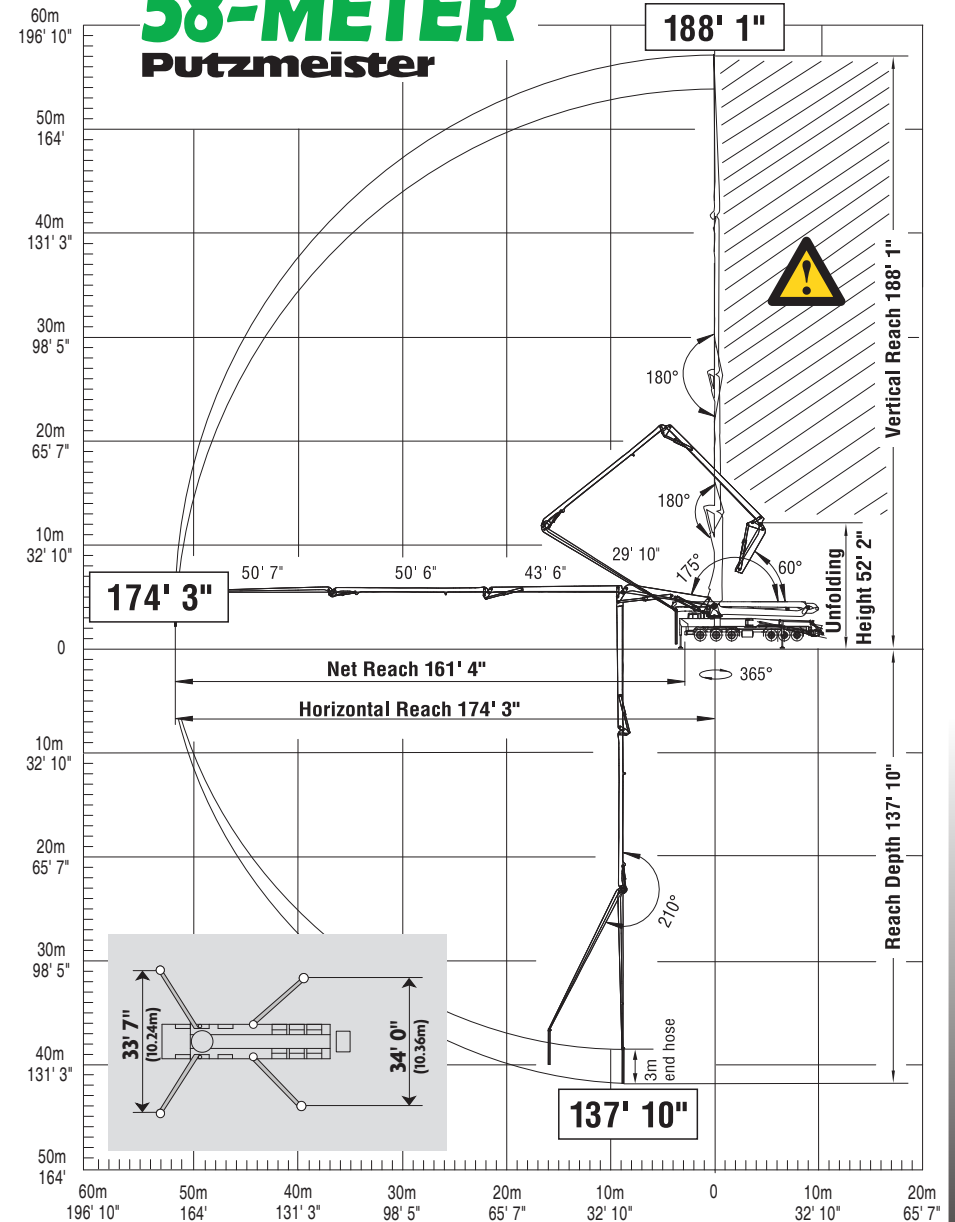 58-METER
Putzmeister
188' 1"
60m
196' 10"
50m
164'
40m
131' 3"
30m
98' 5"
20m
65' 7"
10m
32' 10"
0
10m
32' 10"
20m
65' 7"
30m
98' 5"
40m
131' 3"
50m
164'
Vertical Reach 188' 1"
180°
180°
175°
60°
Unfolding
Height 52' 2"
174' 3"
50' 7"
50' 6"
43' 6"
29' 10"
Net Reach 161' 4"
365°
Horizontal Reach 174' 3"
Reach Depth 137' 10"
210°
3m
end hose
137' 10"
33' 7"
(10.24m)
34' 0"
(10.36m)
60m
196' 10"
50m
164'
40m
131' 3"
30m
98' 5"
20m
65' 7"
10m
32' 10"
0
10m
32' 10"
20m
65' 7"